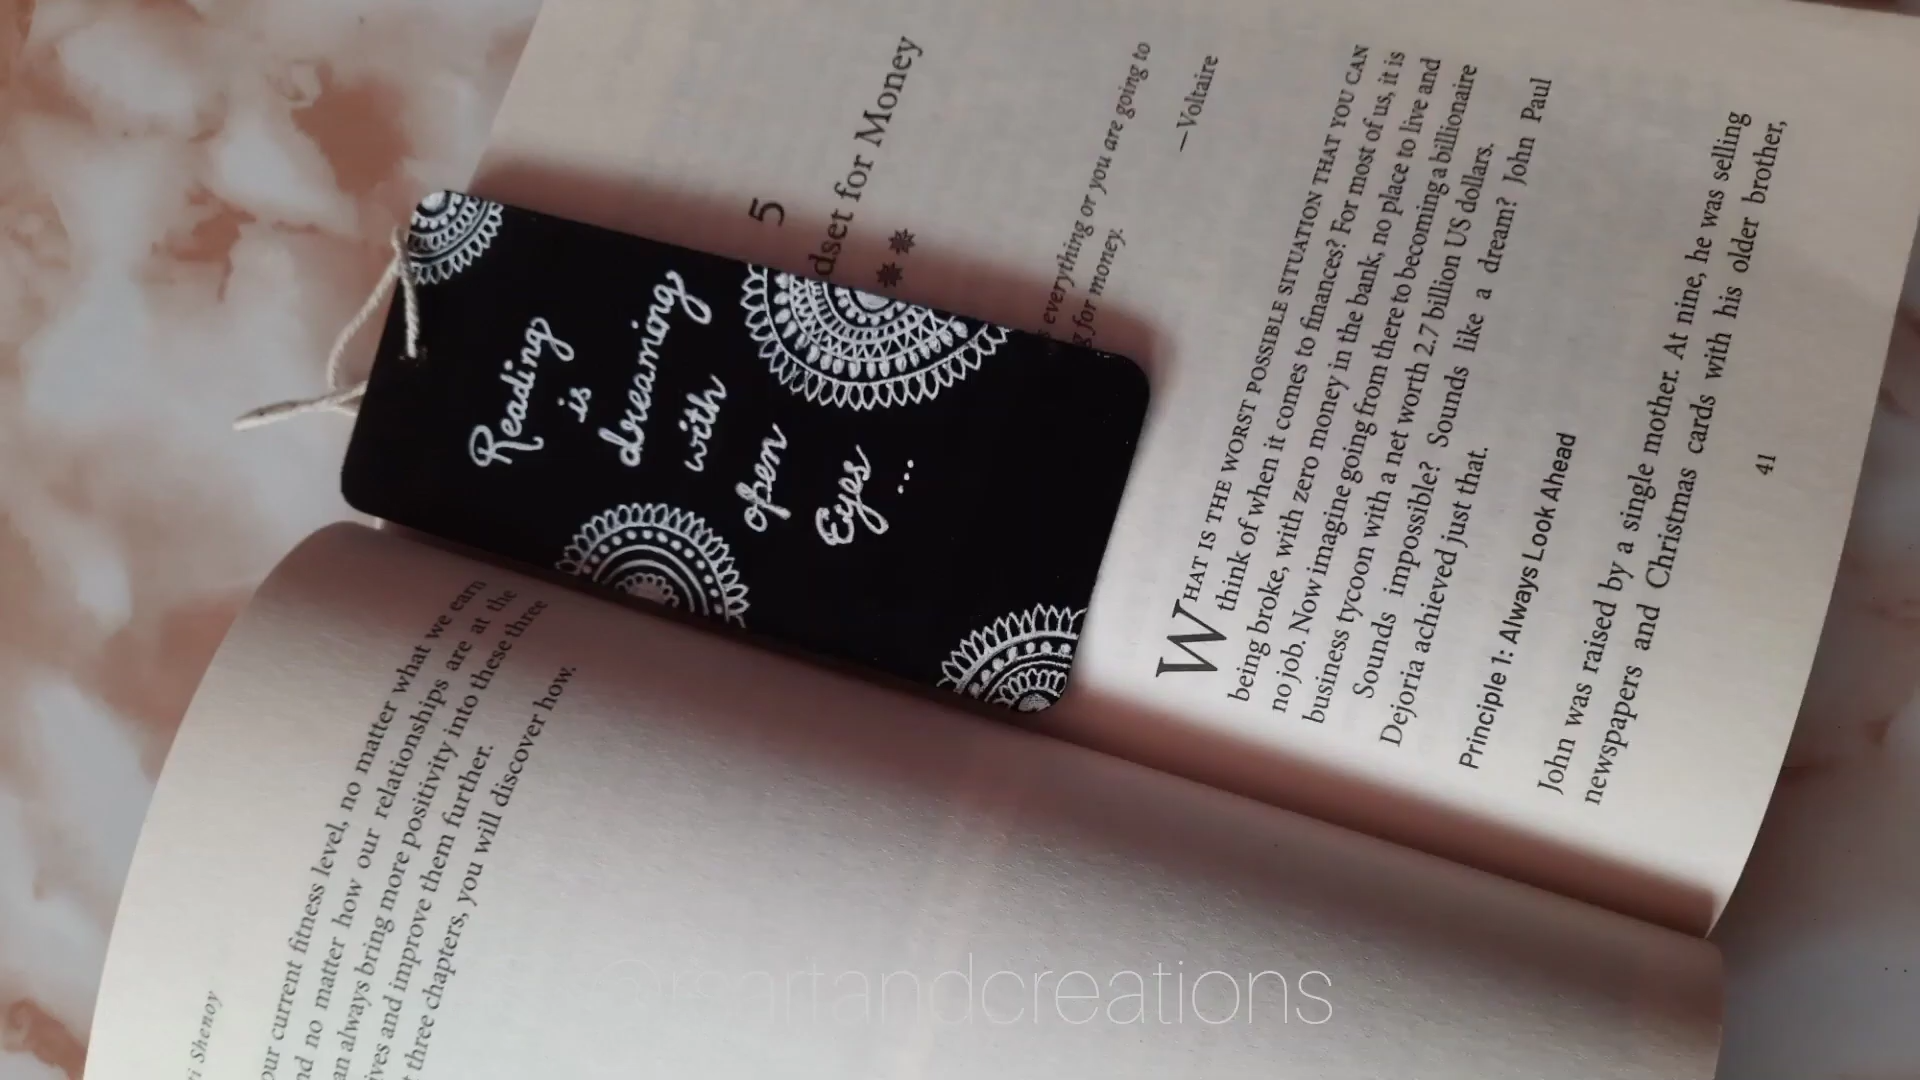 Reading
is
dreaming
with
open
Eyes
...
5
dset for Money
everything or you are going to
for money.
—Voltaire
WHAT IS THE WORST POSSIBLE SITUATION THAT YOU CAN
think of when it comes to finances? For most of us, it is
being broke, with zero money in the bank, no place to live and
no job. Now imagine going from there to becoming a billionaire
business tycoon with a net worth 2.7 billion US dollars.
Sounds impossible? Sounds like a dream? John Paul
Dejoria achieved just that.
Principle 1: Always Look Ahead
John was raised by a single mother. At nine, he was selling
newspapers and Christmas cards with his older brother,
41
ti Shenoy
our current fitness level, no matter what we earn
nd no matter how our relationships are at the
an always bring more positivity into these three
ives and improve them further.
t three chapters, you will discover how.